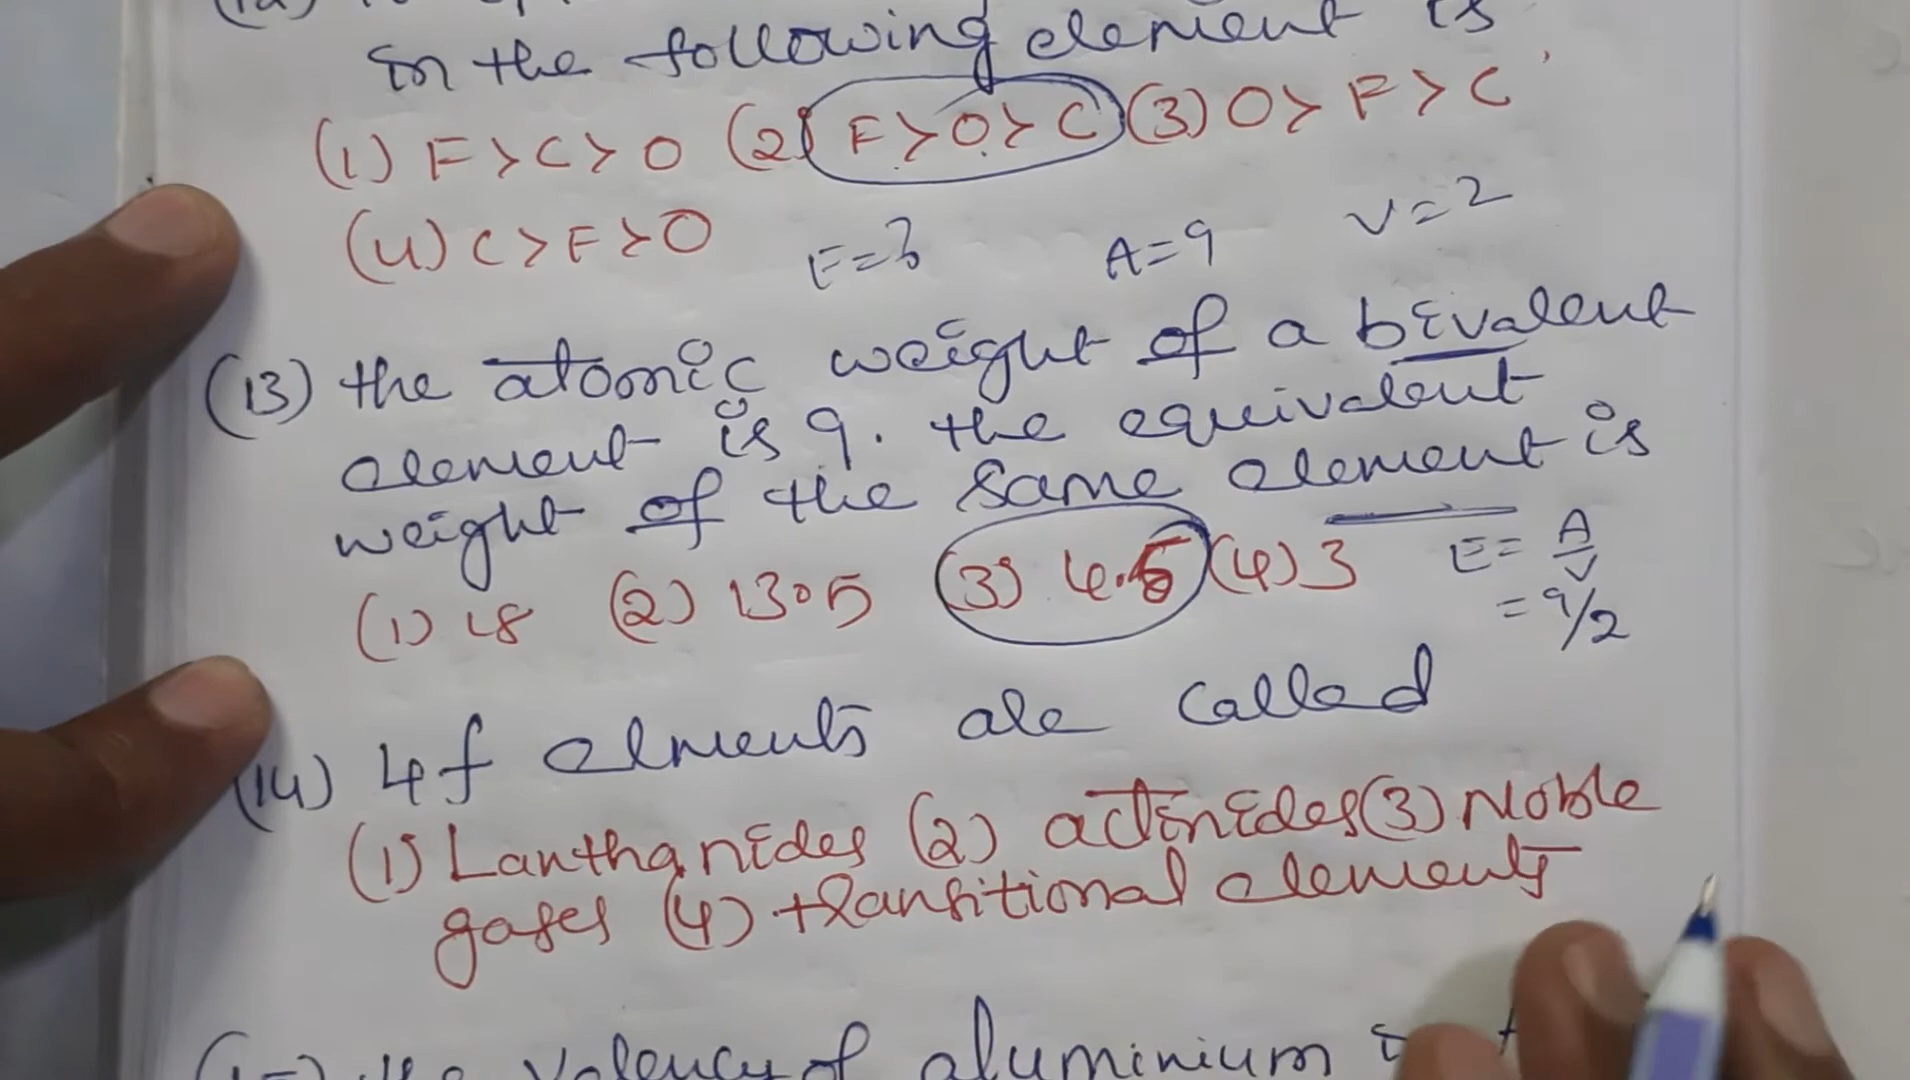 in the following element is
(1) F > C > O (2) F > O > C (3) O > F > C
(4) C > F > O
E = ? A = 9 V = 2
(13) the atomic weight of a bivalent
element is 9. the equivalent
weight of the same element is
(1) 18 (2) 13.5 (3) 4.5 (4) 3
E = A/V
= 9/2
(14) 4f elments are called
(1) Lanthanides (2) actinides (3) Noble
gases (4) transitional elements
the valency of aluminium